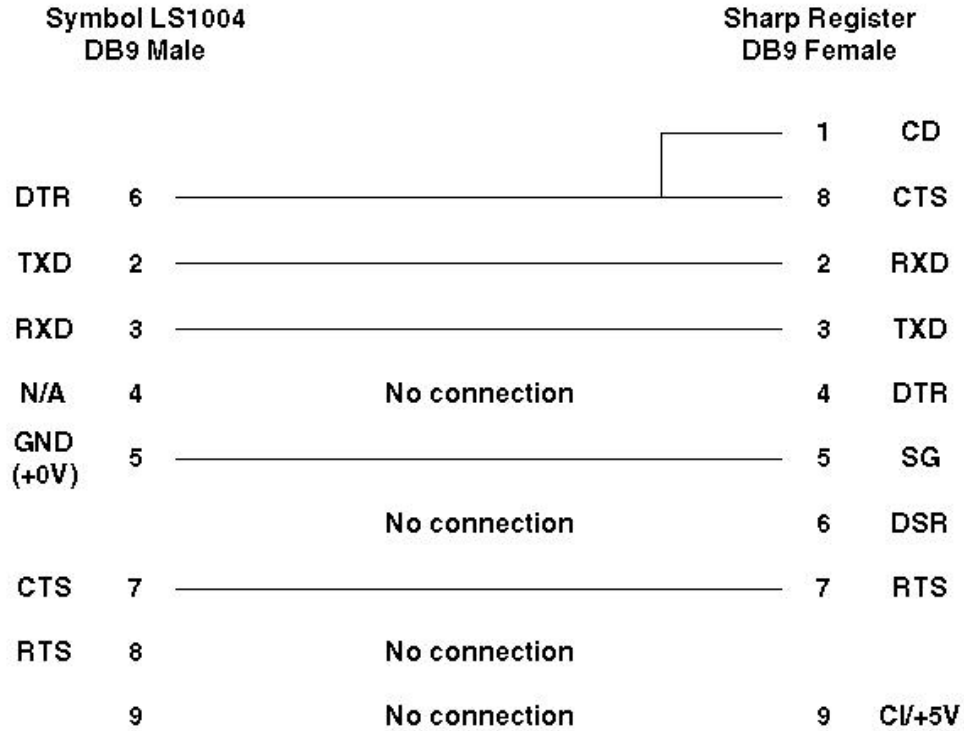 Symbol LS1004 Sharp Register
DB9 Male DB9 Female
1 CD
DTR 6 8 CTS
TXD 2 2 RXD
RXD 3 3 TXD
N/A 4 No connection 4 DTR
GND
(+0V) 5 5 SG
No connection 6 DSR
CTS 7 7 RTS
RTS 8 No connection
9 No connection 9 CI/+5V